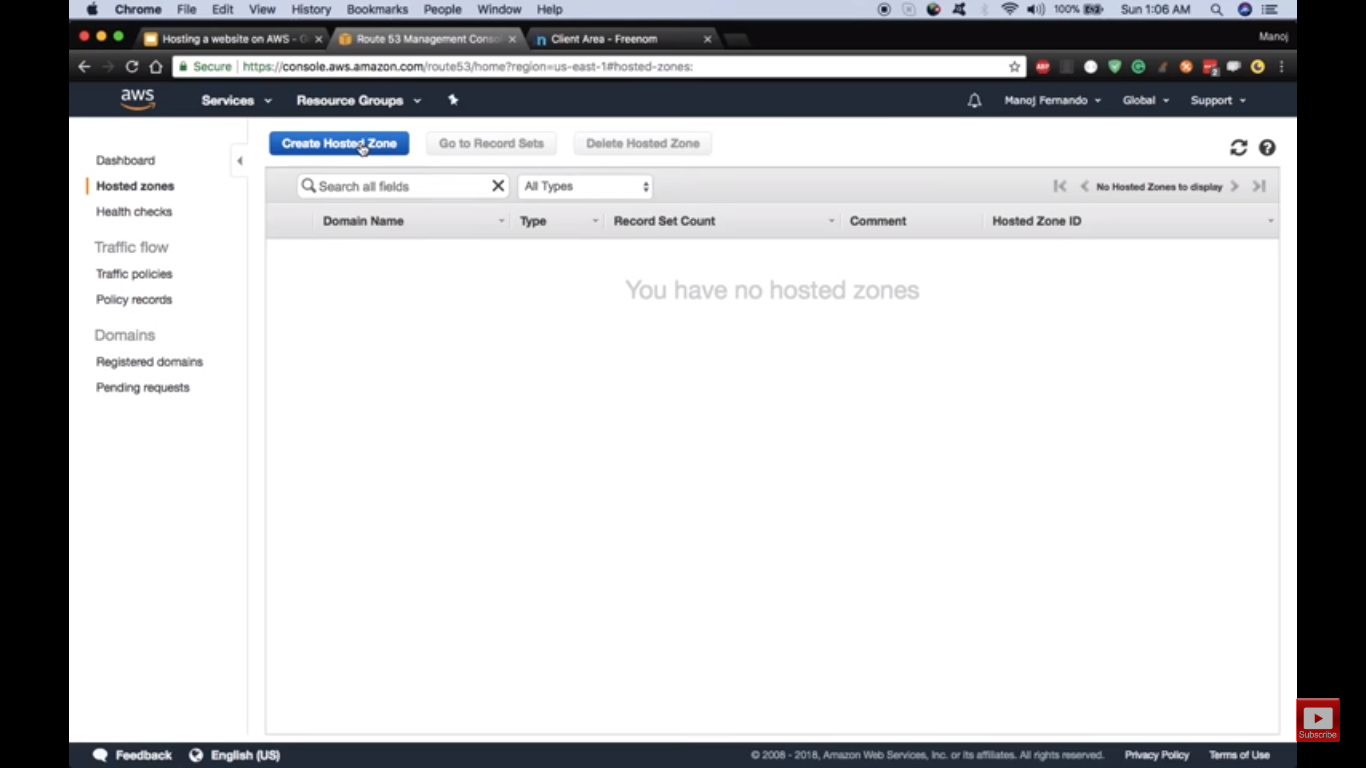 Chrome File Edit View History Bookmarks People Window Help 100% Sun 1:06 AM
Hosting a website on AWS - G Route 53 Management Consol Client Area - Freenom Manoj
Secure https://console.aws.amazon.com/route53/home?region=us-east-1#hosted-zones:
aws Services Resource Groups Manoj Fernando Global Support
Create Hosted Zone Go to Record Sets Delete Hosted Zone
Dashboard
Hosted zones
Health checks
Traffic flow
Traffic policies
Policy records
Domains
Registered domains
Pending requests
Search all fields All Types No Hosted Zones to display
Domain Name Type Record Set Count Comment Hosted Zone ID
You have no hosted zones
Feedback English (US) © 2008 - 2018, Amazon Web Services, Inc. or its affiliates. All rights reserved. Privacy Policy Terms of Use
Subscribe